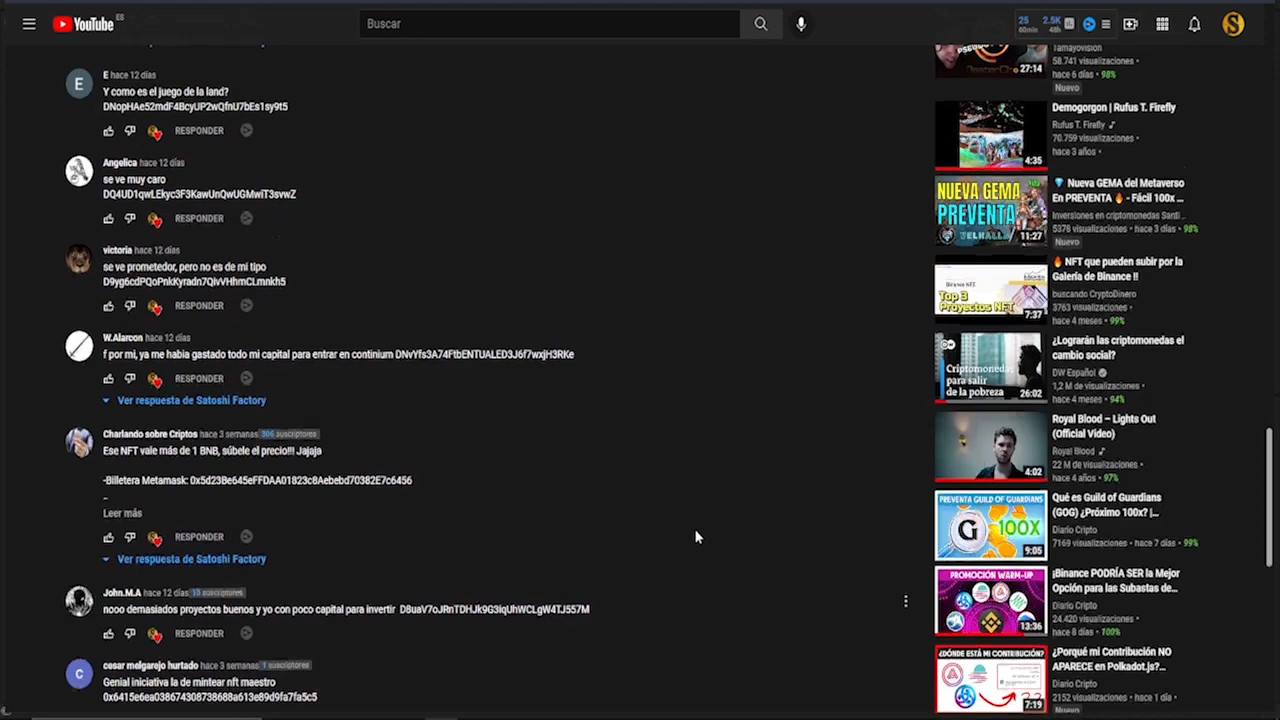 YouTube
ES
Buscar
25
60min
2.5K
48h
E hace 12 días
Y como es el juego de la land?
DNopHAe52mdF4BcyUP2wQfnU7bEs1sy9t5
RESPONDER
Angelica hace 12 días
se ve muy caro
DQ4UD1qwLEkyc3F3KawUnQwUGMwiT3svwZ
RESPONDER
victoria hace 12 días
se ve prometedor, pero no es de mi tipo
D9yg6cdPQoPnkKyradn7QivVHhmCLmnkh5
RESPONDER
W.Alarcon hace 12 días
f por mi, ya me habia gastado todo mi capital para entrar en continium DNvYfs3A74FtbENTUALED3J6f7wxjH3RKe
RESPONDER
Ver respuesta de Satoshi Factory
Charlando sobre Criptos hace 3 semanas 306 suscriptores
Ese NFT vale más de 1 BNB, súbele el precio!!! Jajaja
-Billetera Metamask: 0x5d23Be645eFFDAA01823c8Aebebd70382E7c6456
Leer más
RESPONDER
Ver respuesta de Satoshi Factory
John.M.A hace 12 días 10 suscriptores
nooo demasiados proyectos buenos y yo con poco capital para invertir D8uaV7oJRnTDHJk9G3iqUhWCLgW4TJ557M
RESPONDER
cesar melgarejo hurtado hace 3 semanas 1 suscriptores
Genial iniciativa la de mintear nft maestro
27:14
Tamayovisión
58.741 visualizaciones •
hace 6 días • 98%
Nuevo
4:35
Demogorgon | Rufus T. Firefly
Rufus T. Firefly
70.759 visualizaciones •
hace 3 años •
NUEVA GEMA
PREVENTA
VELHALLA
11:27
Nueva GEMA del Metaverso
En PREVENTA - Fácil 100x ...
Inversiones en criptomonedas Santi ..
5378 visualizaciones • hace 3 días • 98%
Nuevo
Binance NFT
Top 3
Proyectos NFT
7:37
NFT que pueden subir por la
Galería de Binance !!
buscando CryptoDinero
3763 visualizaciones •
hace 4 meses • 99%
Criptomonedas
para salir
de la pobreza
26:02
¿Lograrán las criptomonedas el
cambio social?
DW Español
1,2 M de visualizaciones •
hace 4 meses • 94%
4:02
Royal Blood – Lights Out
(Official Video)
Royal Blood
22 M de visualizaciones •
hace 4 años • 97%
PREVENTA GUILD OF GUARDIANS
G
100X
9:05
Qué es Guild of Guardians
(GOG) ¿Próximo 100x? |...
Diario Cripto
7169 visualizaciones • hace 7 días • 99%
PROMOCIÓN WARM-UP
13:36
¡Binance PODRÍA SER la Mejor
Opción para las Subastas de...
Diario Cripto
24.420 visualizaciones •
hace 8 días • 100%
¿DÓNDE ESTÁ MI CONTRIBUCIÓN?
7:19
¿Porqué mi Contribución NO
APARECE en Polkadot.js?...
Diario Cripto
2152 visualizaciones • hace 1 día •
Nuevo